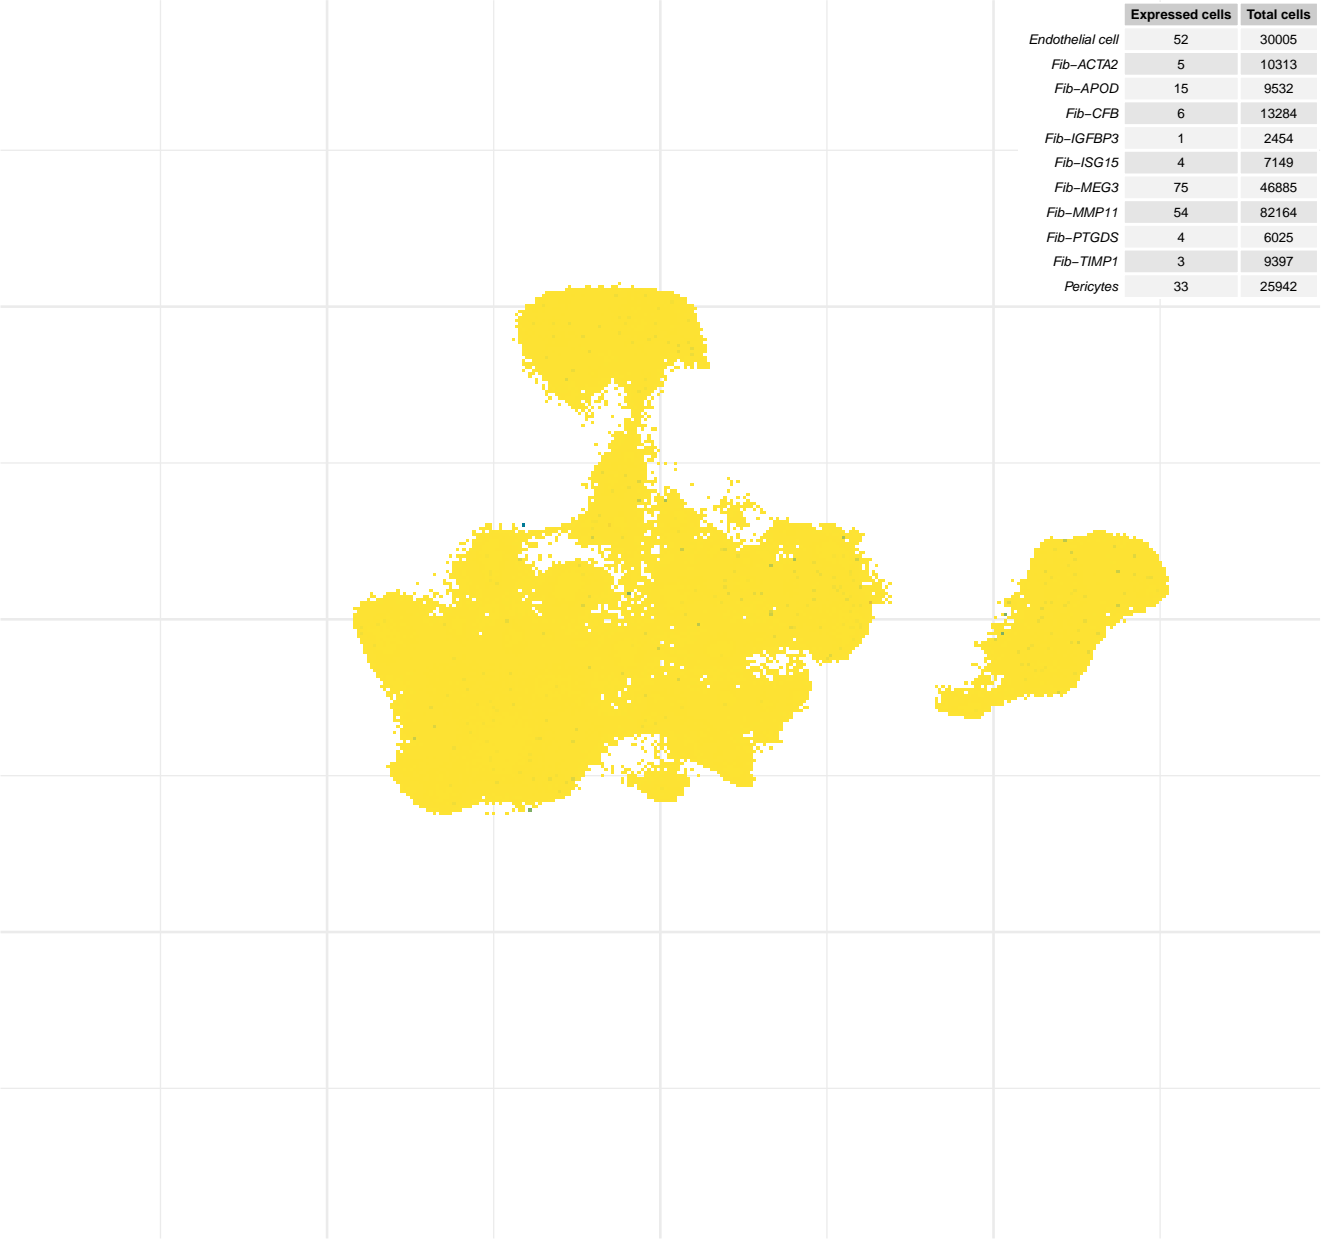 Expressed cells Total cells
Endothelial cell 52 30005
Fib−ACTA2 5 10313
Fib−APOD 15 9532
Fib−CFB 6 13284
Fib−IGFBP3 1 2454
Fib−ISG15 4 7149
Fib−MEG3 75 46885
Fib−MMP11 54 82164
Fib−PTGDS 4 6025
Fib−TIMP1 3 9397
Pericytes 33 25942